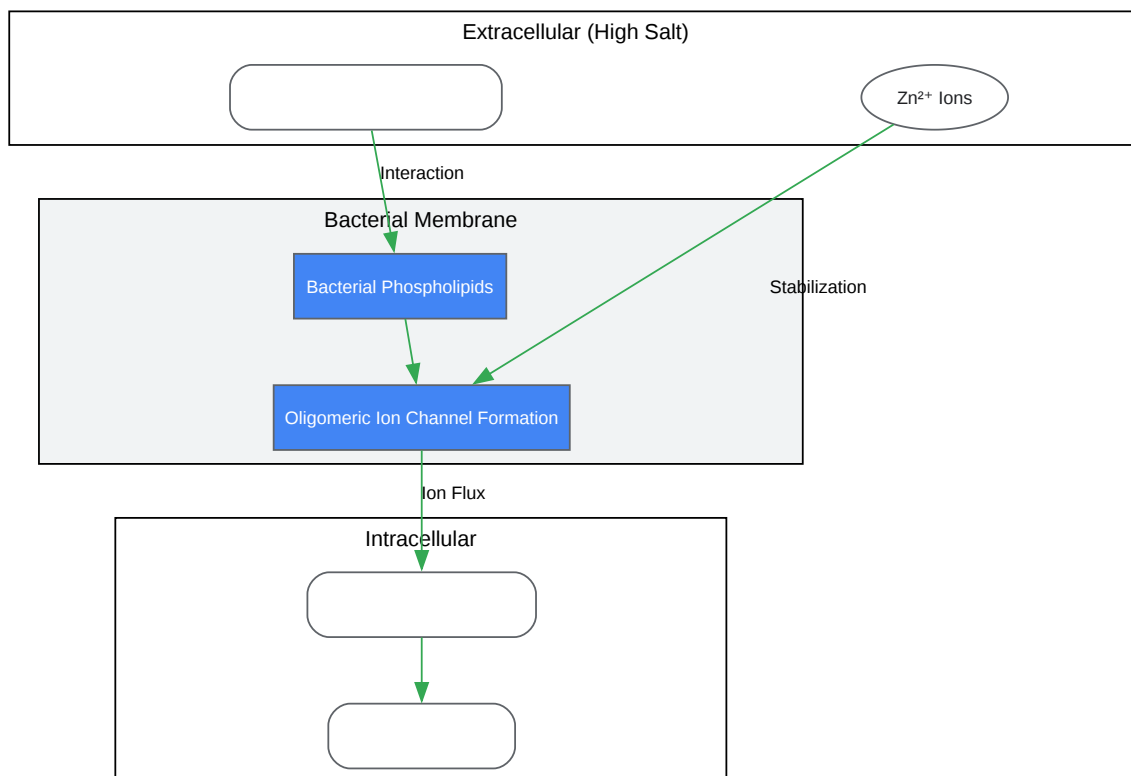 Extracellular (High Salt)
Zn²⁺ Ions
Interaction
Bacterial Membrane
Bacterial Phospholipids
Stabilization
Oligomeric Ion Channel Formation
Ion Flux
Intracellular